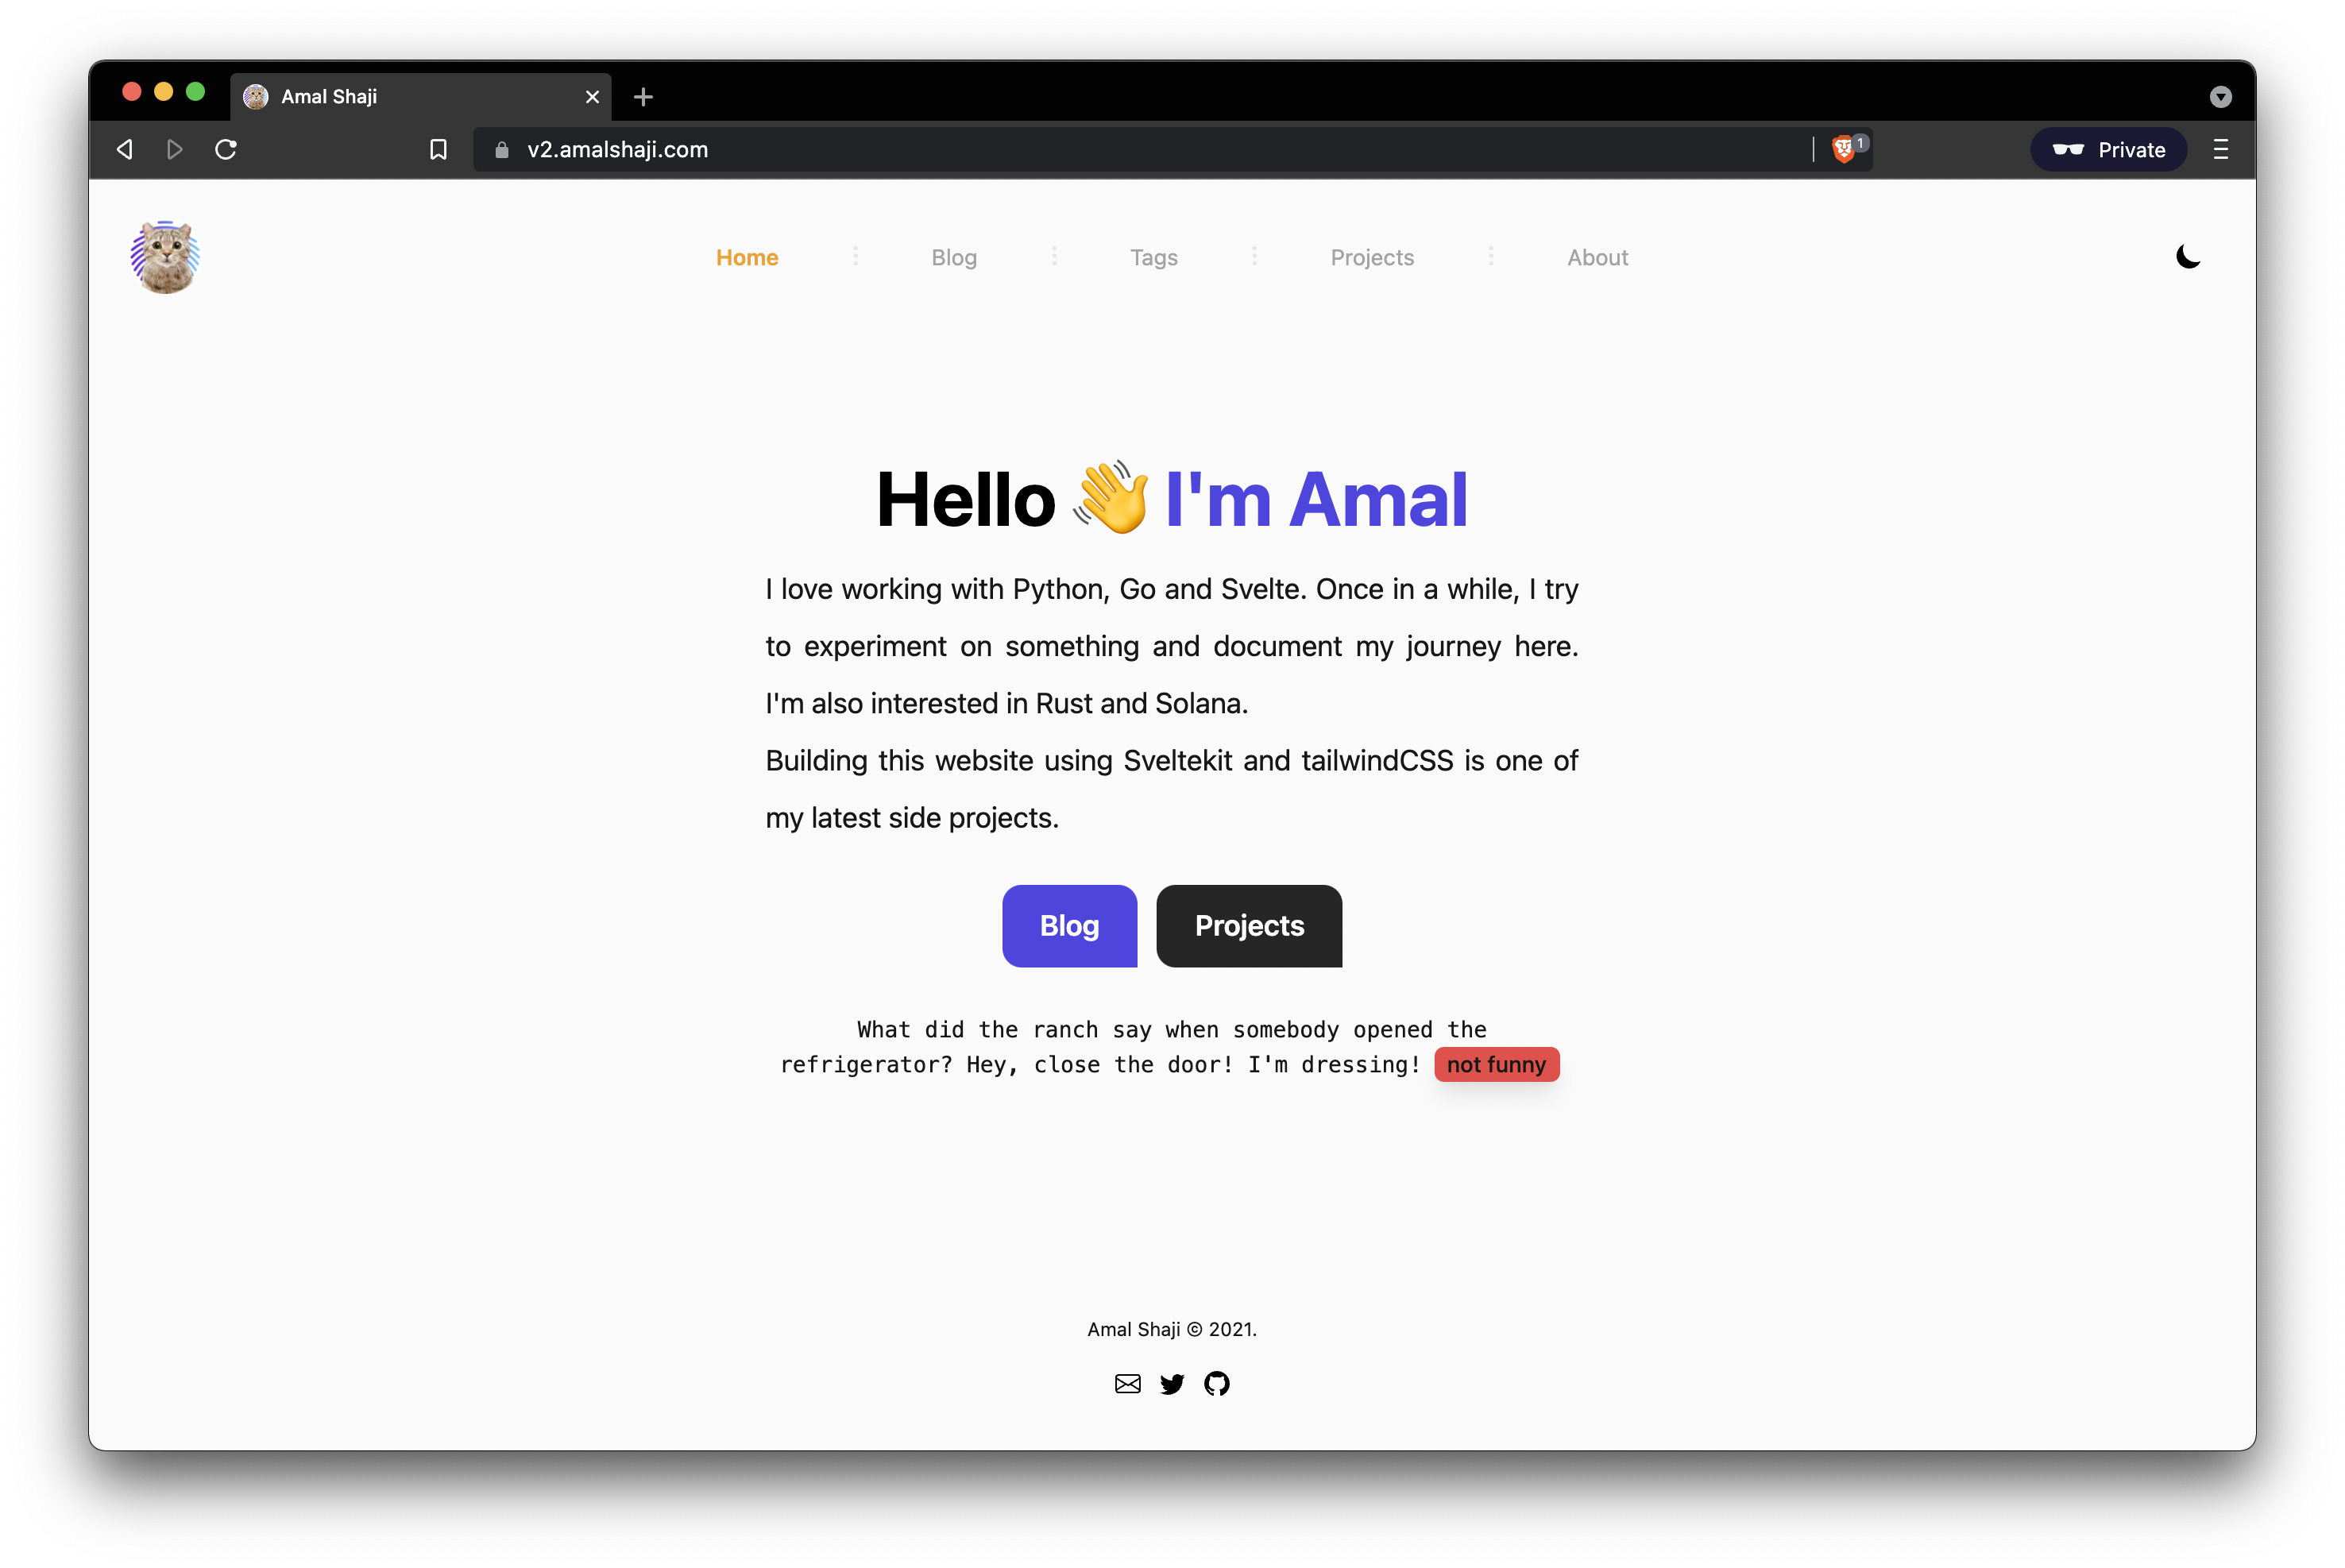 Amal Shaji
v2.amalshaji.com
1
Private
Home
Blog
Tags
Projects
About
Hello 👋 I'm Amal
I love working with Python, Go and Svelte. Once in a while, I try
to experiment on something and document my journey here.
I'm also interested in Rust and Solana.
Building this website using Sveltekit and tailwindCSS is one of
my latest side projects.
Blog
Projects
What did the ranch say when somebody opened the
refrigerator? Hey, close the door! I'm dressing! not funny
Amal Shaji © 2021.